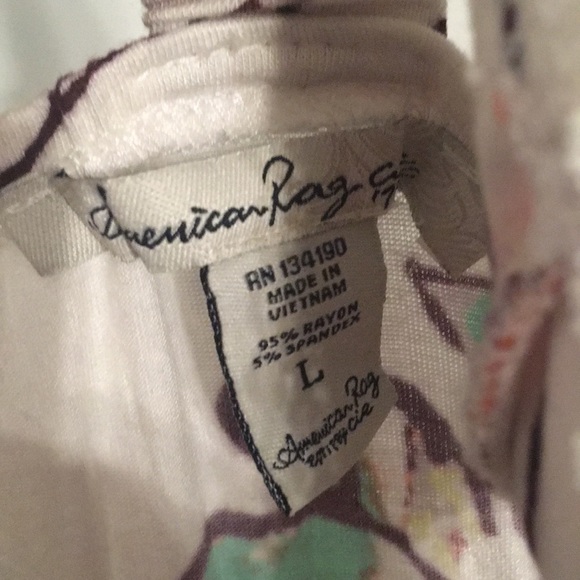 American Rag Cie
RN 134190
MADE IN
VIETNAM
95% RAYON
5% SPANDEX
L
American Rag
Cie